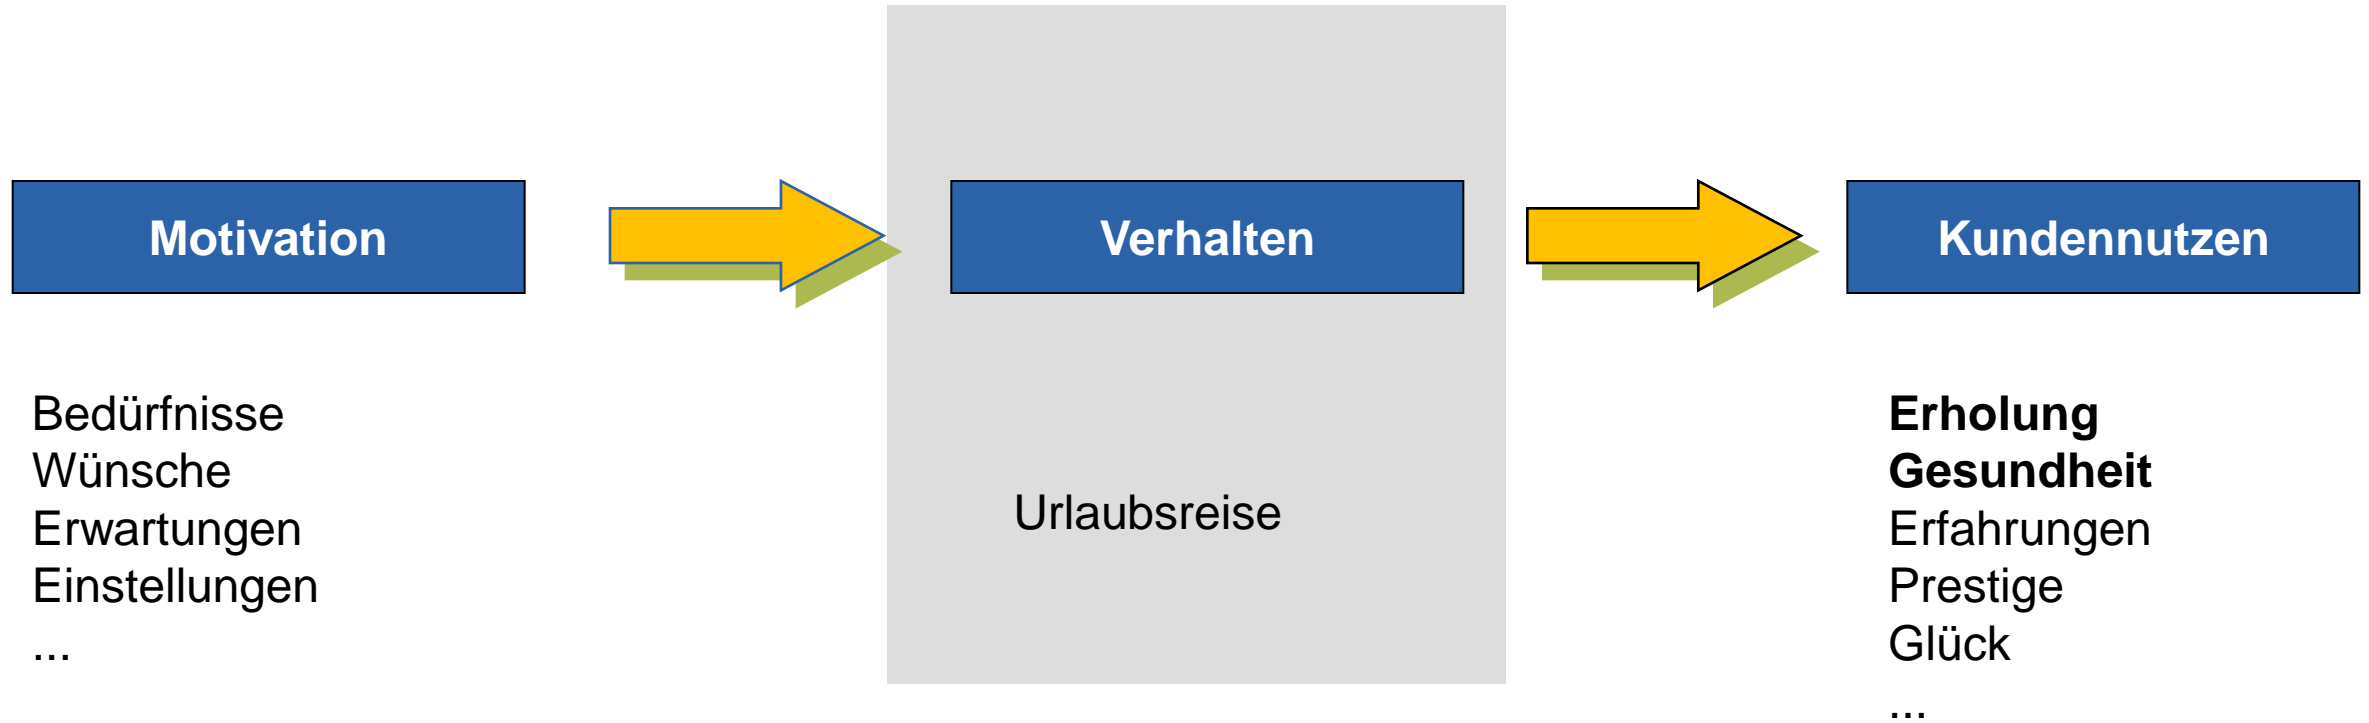 Motivation
Verhalten
Kundennutzen
Bedürfnisse
Wünsche
Erwartungen
Einstellungen
...
Urlaubsreise
Erholung
Gesundheit
Erfahrungen
Prestige
Glück
...